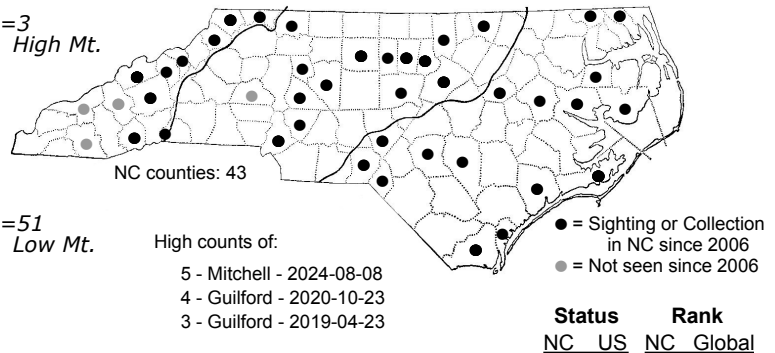 =3
High Mt.
NC counties: 43
=51
Low Mt.
High counts of:
5 - Mitchell - 2024-08-08
4 - Guilford - 2020-10-23
3 - Guilford - 2019-04-23
● = Sighting or Collection
in NC since 2006
● = Not seen since 2006
Status Rank
NC US NC Global